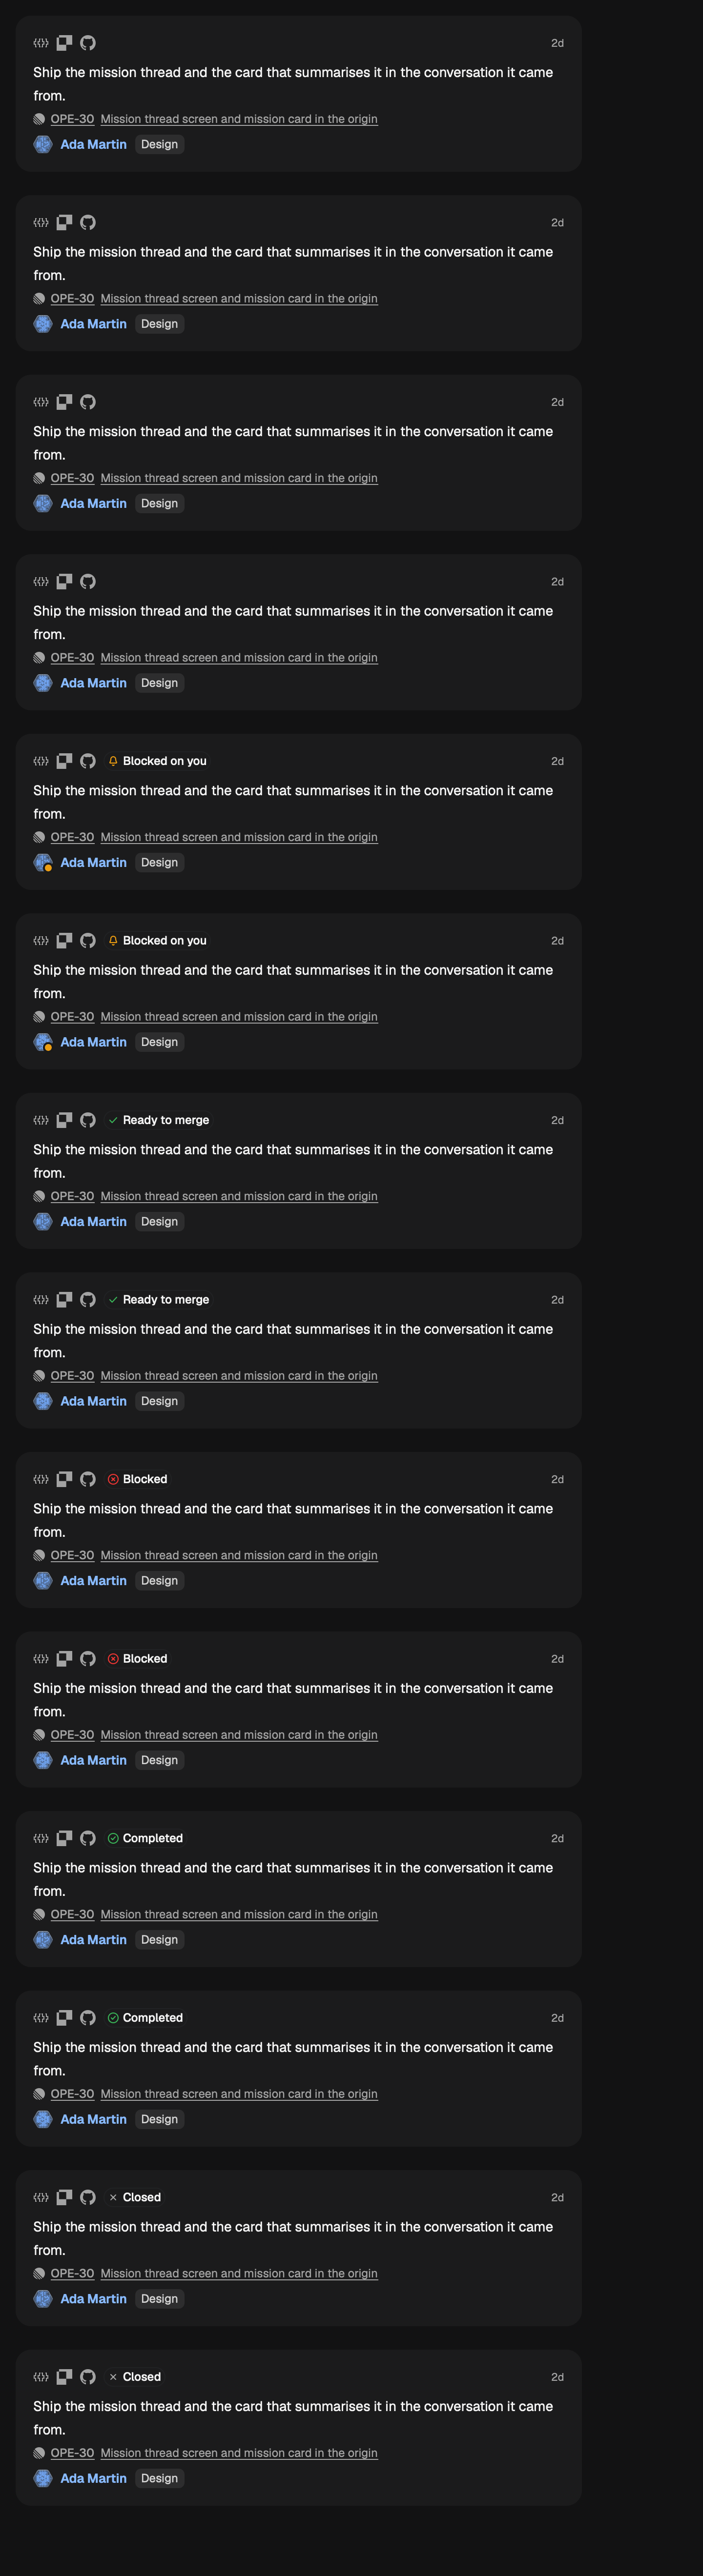 2d
Ship the mission thread and the card that summarises it in the conversation it came
from.
OPE-30 Mission thread screen and mission card in the origin
Ada Martin Design
2d
Ship the mission thread and the card that summarises it in the conversation it came
from.
OPE-30 Mission thread screen and mission card in the origin
Ada Martin Design
2d
Ship the mission thread and the card that summarises it in the conversation it came
from.
OPE-30 Mission thread screen and mission card in the origin
Ada Martin Design
2d
Ship the mission thread and the card that summarises it in the conversation it came
from.
OPE-30 Mission thread screen and mission card in the origin
Ada Martin Design
Blocked on you 2d
Ship the mission thread and the card that summarises it in the conversation it came
from.
OPE-30 Mission thread screen and mission card in the origin
Ada Martin Design
Blocked on you 2d
Ship the mission thread and the card that summarises it in the conversation it came
from.
OPE-30 Mission thread screen and mission card in the origin
Ada Martin Design
Ready to merge 2d
Ship the mission thread and the card that summarises it in the conversation it came
from.
OPE-30 Mission thread screen and mission card in the origin
Ada Martin Design
Ready to merge 2d
Ship the mission thread and the card that summarises it in the conversation it came
from.
OPE-30 Mission thread screen and mission card in the origin
Ada Martin Design
Blocked 2d
Ship the mission thread and the card that summarises it in the conversation it came
from.
OPE-30 Mission thread screen and mission card in the origin
Ada Martin Design
Blocked 2d
Ship the mission thread and the card that summarises it in the conversation it came
from.
OPE-30 Mission thread screen and mission card in the origin
Ada Martin Design
Completed 2d
Ship the mission thread and the card that summarises it in the conversation it came
from.
OPE-30 Mission thread screen and mission card in the origin
Ada Martin Design
Completed 2d
Ship the mission thread and the card that summarises it in the conversation it came
from.
OPE-30 Mission thread screen and mission card in the origin
Ada Martin Design
Closed 2d
Ship the mission thread and the card that summarises it in the conversation it came
from.
OPE-30 Mission thread screen and mission card in the origin
Ada Martin Design
Closed 2d
Ship the mission thread and the card that summarises it in the conversation it came
from.
OPE-30 Mission thread screen and mission card in the origin
Ada Martin Design